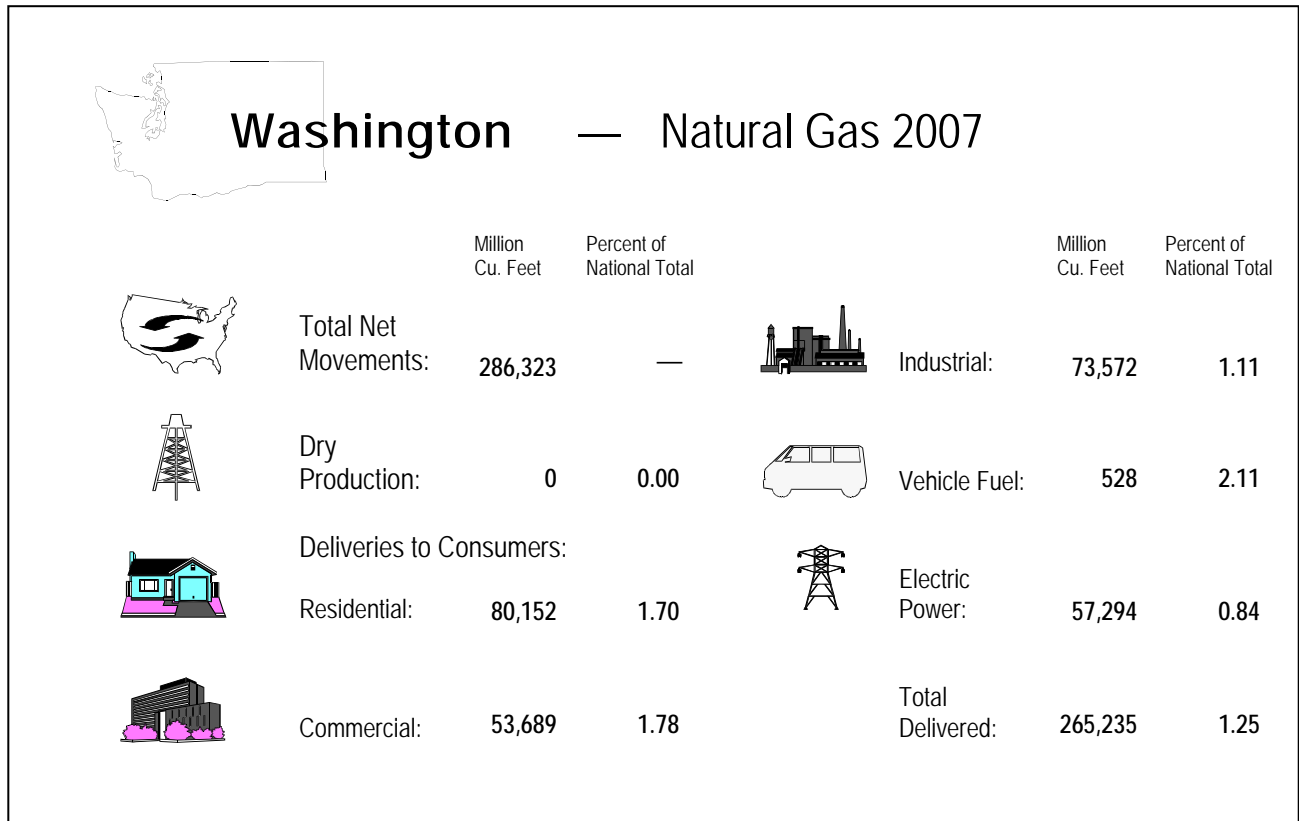 Washington — Natural Gas 2007
Million
Cu. Feet
Percent of
National Total
Total Net
Movements: 286,323 —
Dry
Production: 0 0.00
Deliveries to Consumers:
Residential: 80,152 1.70
Commercial: 53,689 1.78
Million
Cu. Feet
Percent of
National Total
Industrial: 73,572 1.11
Vehicle Fuel: 528 2.11
Electric
Power: 57,294 0.84
Total
Delivered: 265,235 1.25